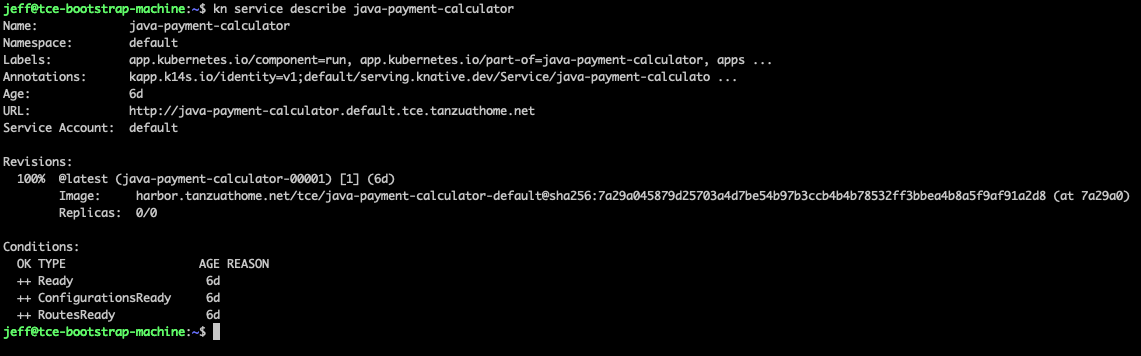 jeff@tce-bootstrap-machine:~$ kn service describe java-payment-calculator
Name:             java-payment-calculator
Namespace:        default
Labels:           app.kubernetes.io/component=run, app.kubernetes.io/part-of=java-payment-calculator, apps ...
Annotations:      kapp.k14s.io/identity=v1;default/serving.knative.dev/Service/java-payment-calculato ...
Age:              6d
URL:              http://java-payment-calculator.default.tce.tanzuathome.net
Service Account:  default
Revisions:
  100%  @latest (java-payment-calculator-00001) [1] (6d)
        Image:     harbor.tanzuathome.net/tce/java-payment-calculator-default@sha256:7a29a045879d25703a4d7be54b97b3ccb4b4b78532ff3bbea4b8a5f9af91a2d8 (at 7a29a0)
        Replicas:  0/0
Conditions:
  OK TYPE                   AGE REASON
  ++ Ready                   6d
  ++ ConfigurationsReady     6d
  ++ RoutesReady             6d
jeff@tce-bootstrap-machine:~$